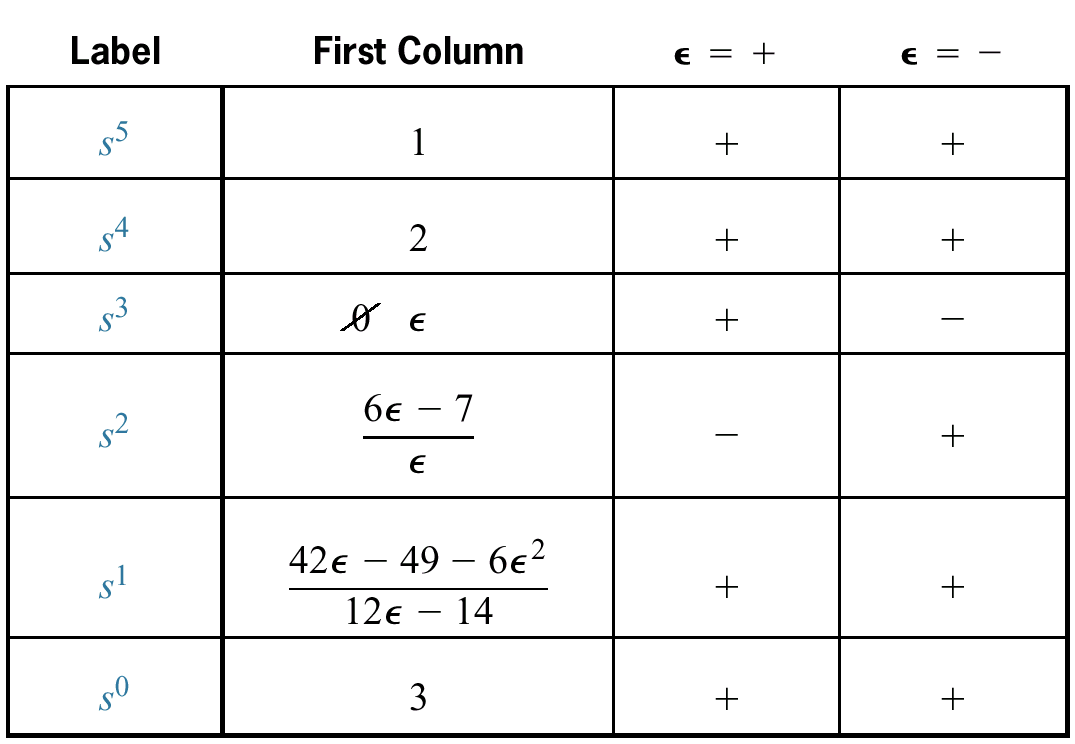 Label First Column ϵ = + ϵ = −
s⁵ 1 + +
s⁴ 2 + +
s³ 0̸ ϵ + −
s² (6ϵ − 7)/ϵ − +
s¹ (42ϵ − 49 − 6ϵ²)/(12ϵ − 14) + +
s⁰ 3 + +